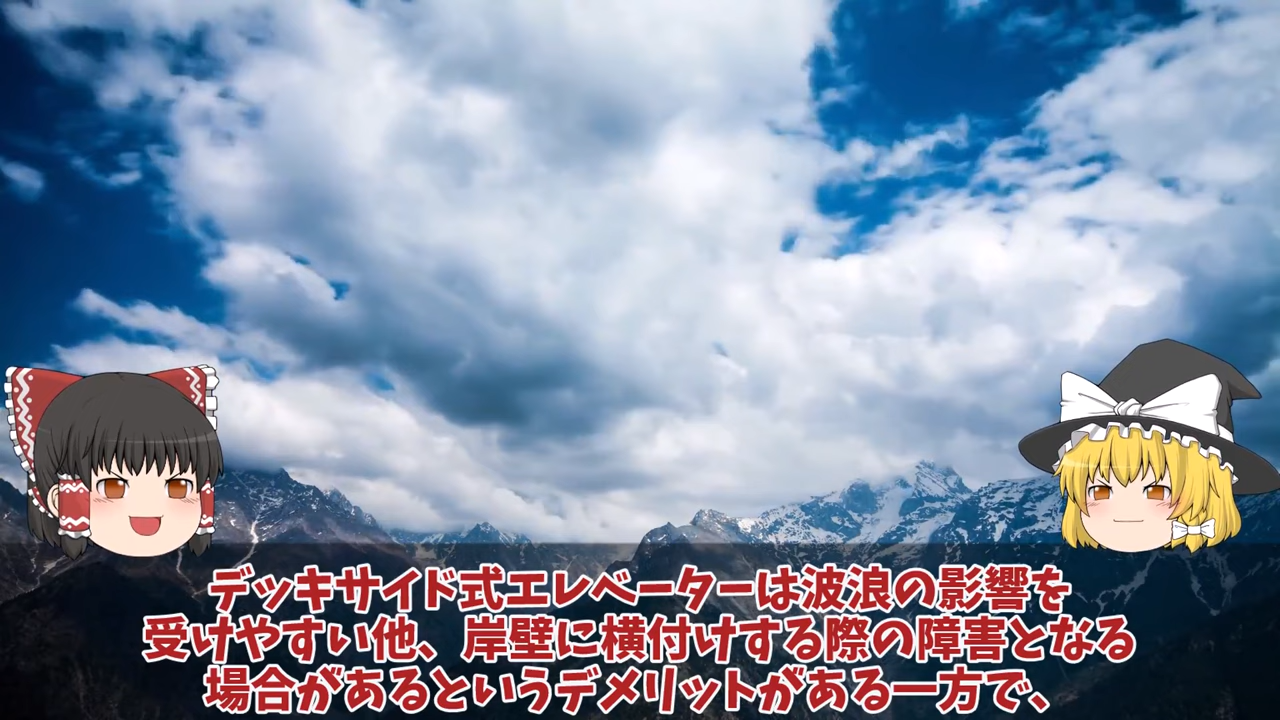 デッキサイド式エレベーターは波浪の影響を
受けやすい他、岸壁に横付けする際の障害となる
場合があるというデメリットがある一方で、